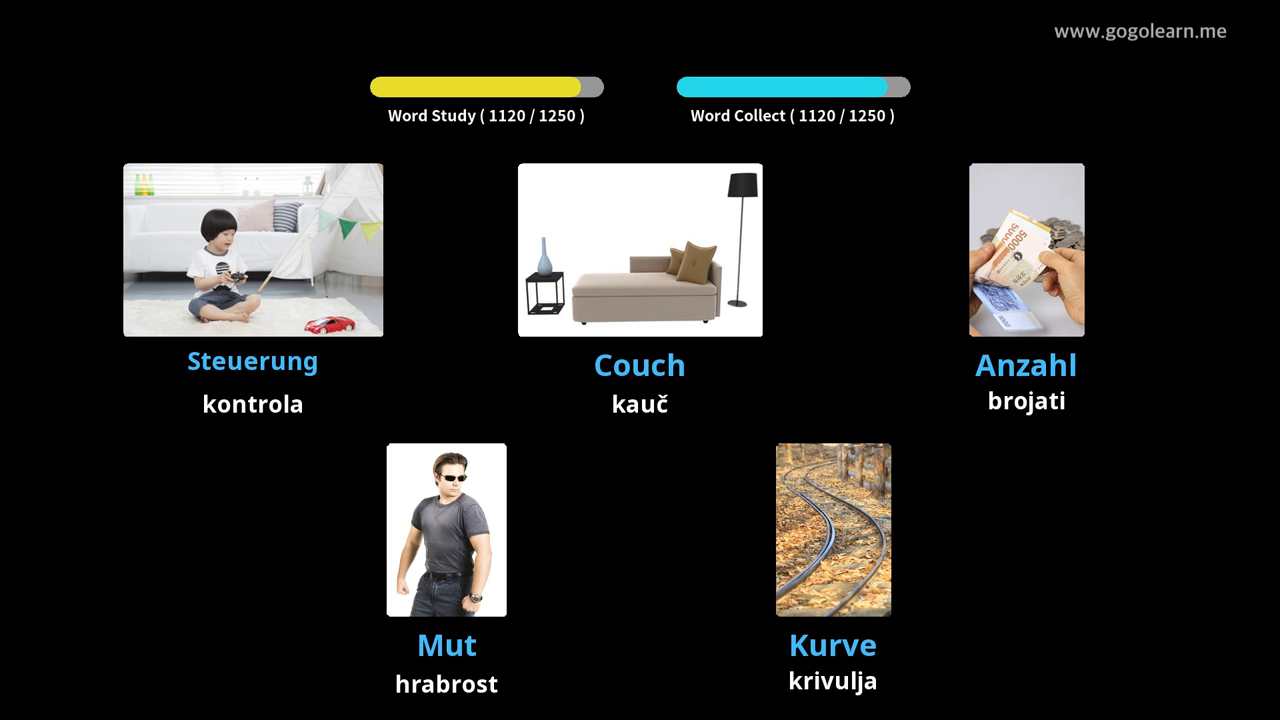 www.gogolearn.me
Word Study ( 1120 / 1250 )
Word Collect ( 1120 / 1250 )
Steuerung
kontrola
Couch
kauč
Anzahl
brojati
Mut
hrabrost
Kurve
krivulja